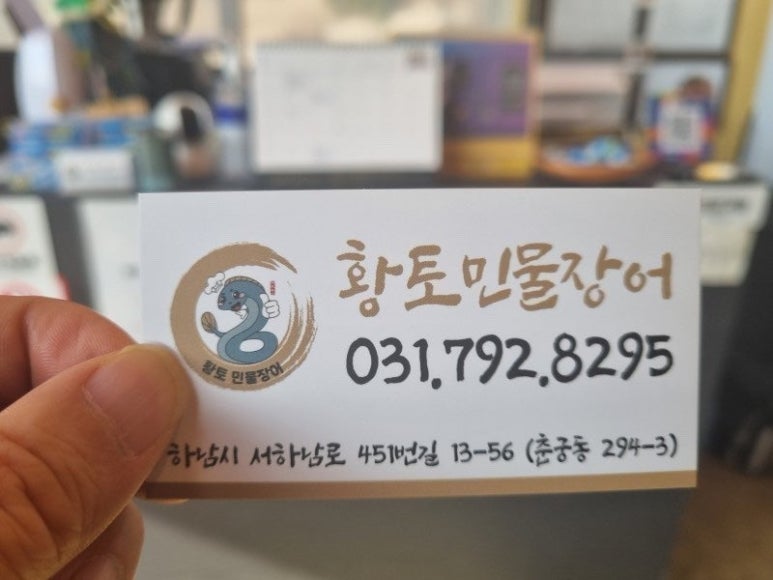 황토민물장어
황토 민물장어
031.792.8295
하남시 서하남로 451번길 13-56 (춘궁동 294-3)